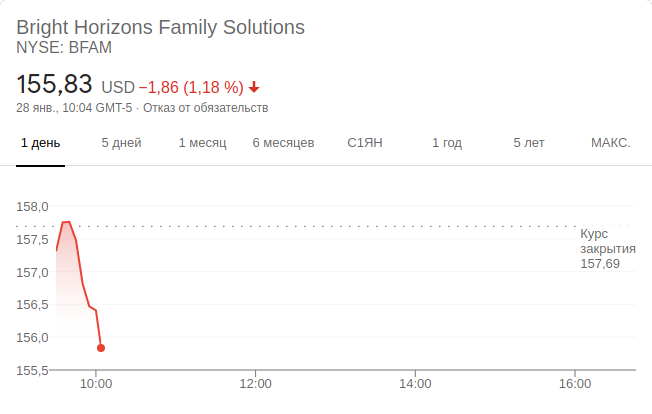 Bright Horizons Family Solutions
NYSE: BFAM
155,83 USD −1,86 (1,18 %)
28 янв., 10:04 GMT-5 · Отказ от обязательств
1 день 5 дней 1 месяц 6 месяцев С1ЯН 1 год 5 лет МАКС.
158,0
157,5
157,0
156,5
156,0
155,5
Курс
закрытия
157,69
10:00 12:00 14:00 16:00